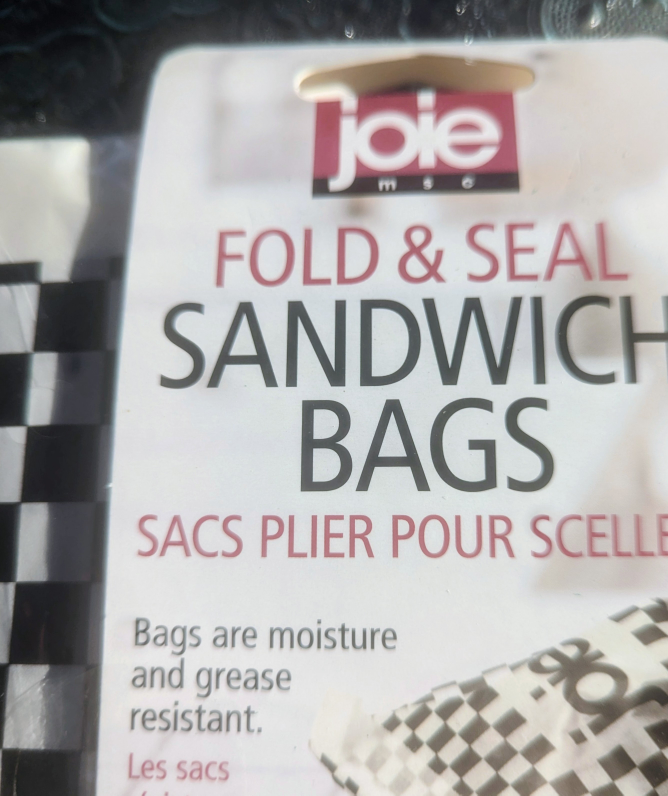 joie
msc
FOLD & SEAL
SANDWICH
BAGS
SACS PLIER POUR SCELLE
Bags are moisture
and grease
resistant.
Les sacs